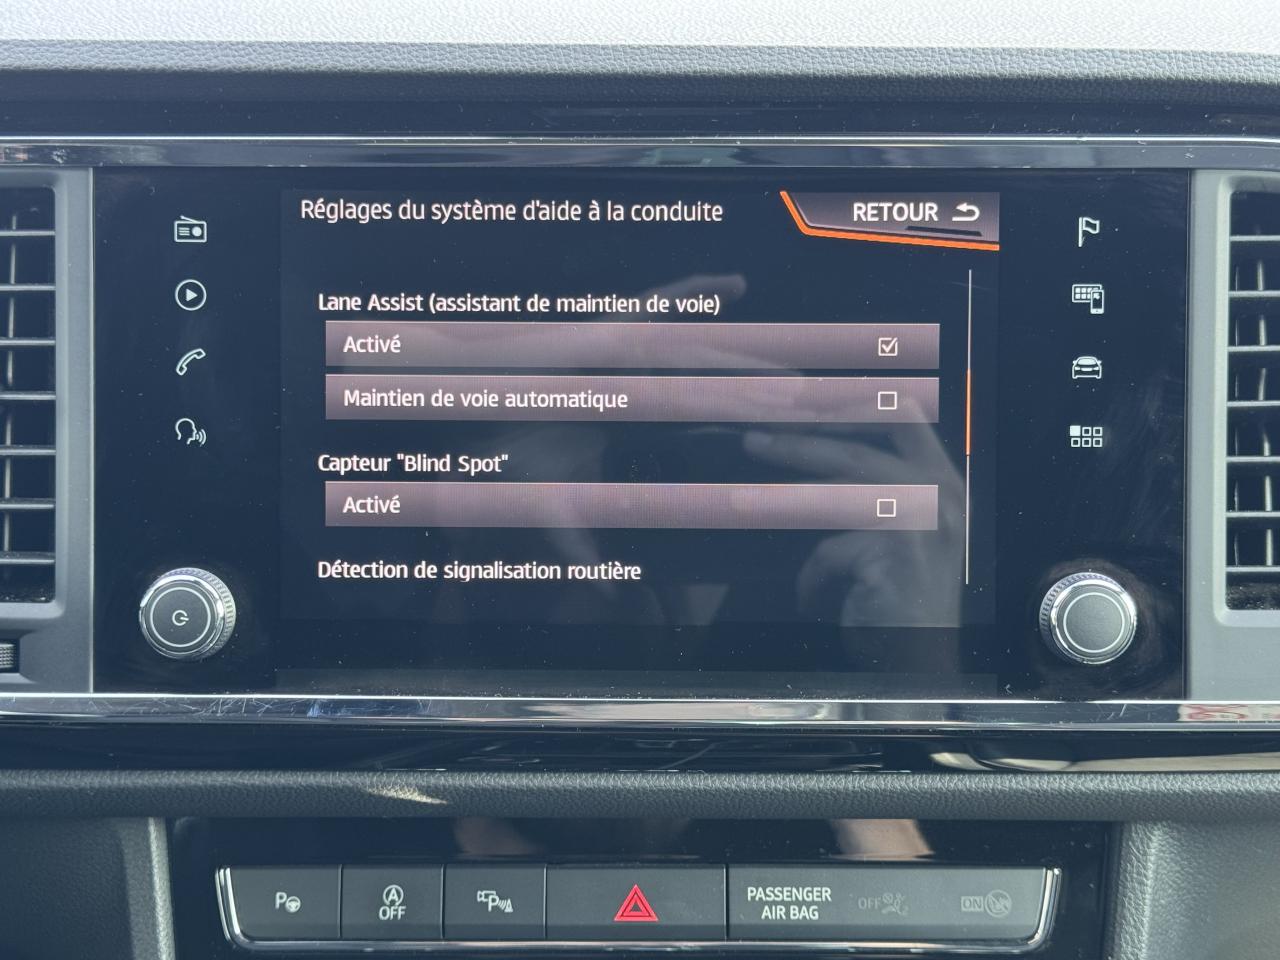 Réglages du système d'aide à la conduite
RETOUR
Lane Assist (assistant de maintien de voie)
Activé
Maintien de voie automatique
Capteur "Blind Spot"
Activé
Détection de signalisation routière
P
A
OFF
P
PASSENGER
AIR BAG
OFF
ON